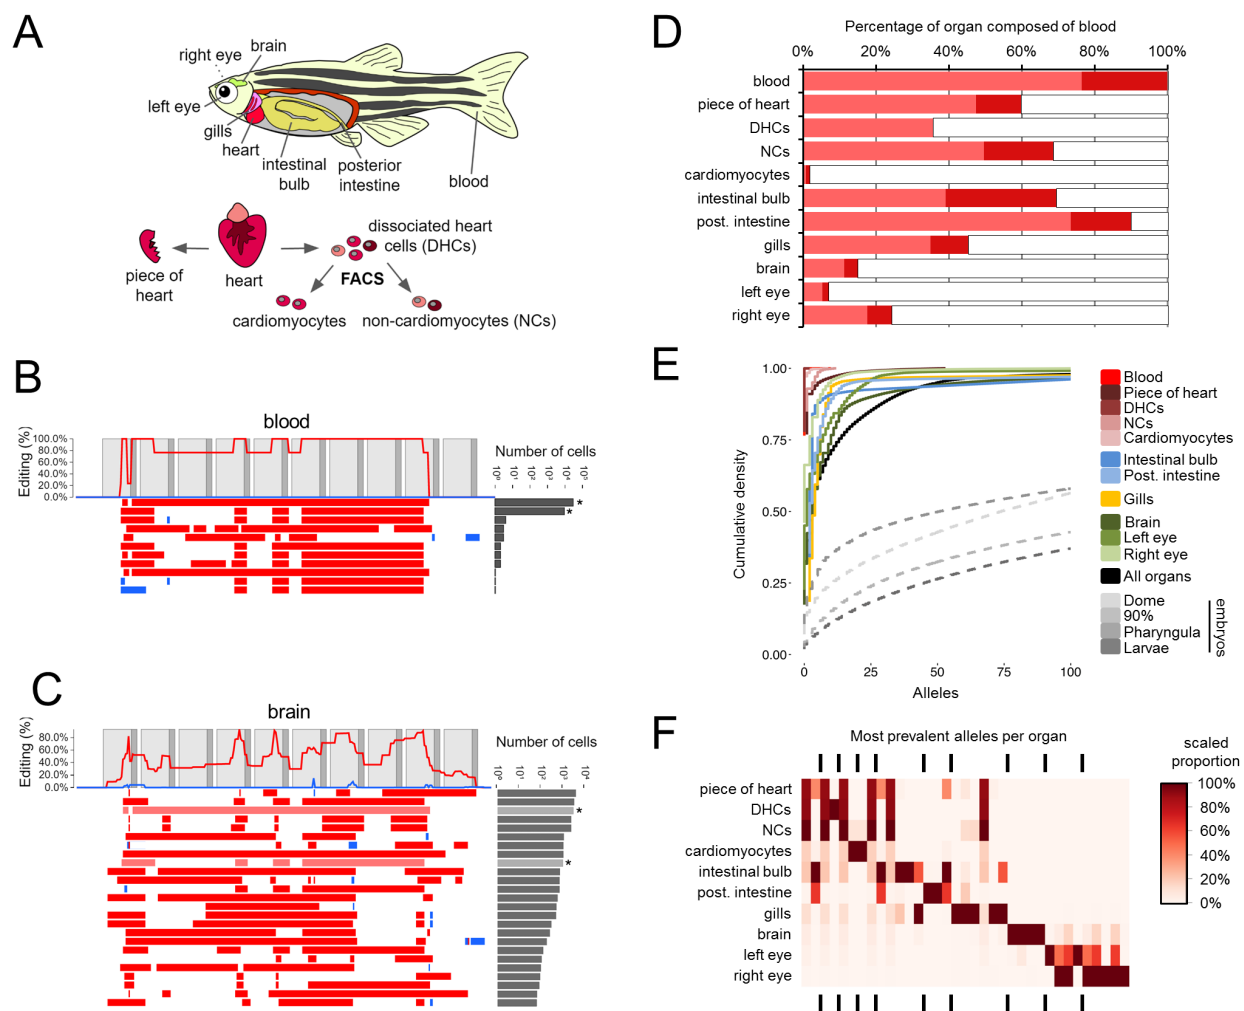 A
right eye
brain
left eye
gills
heart
intestinal
bulb
posterior
intestine
blood
piece of
heart
heart
dissociated heart
cells (DHCs)
FACS
cardiomyocytes
non-cardiomyocytes (NCs)
B
blood
Editing (%)
100.0%
80.0%
60.0%
40.0%
20.0%
0.0%
Number of cells
10⁰
10¹
10²
10³
10⁴
10⁵
*
*
C
brain
Editing (%)
80.0%
60.0%
40.0%
20.0%
0.0%
Number of cells
*
*
D
Percentage of organ composed of blood
0% 20% 40% 60% 80% 100%
blood
piece of heart
DHCs
NCs
cardiomyocytes
intestinal bulb
post. intestine
gills
brain
left eye
right eye
E
Cumulative density
1.00
0.75
0.50
0.25
0.00
0 25 50 75 100
Alleles
Blood
Piece of heart
DHCs
NCs
Cardiomyocytes
Intestinal bulb
Post. intestine
Gills
Brain
Left eye
Right eye
All organs
Dome
90%
Pharyngula
Larvae
embryos
F
Most prevalent alleles per organ
piece of heart
DHCs
NCs
cardiomyocytes
intestinal bulb
post. intestine
gills
brain
left eye
right eye
scaled
proportion
100%
80%
60%
40%
20%
0%